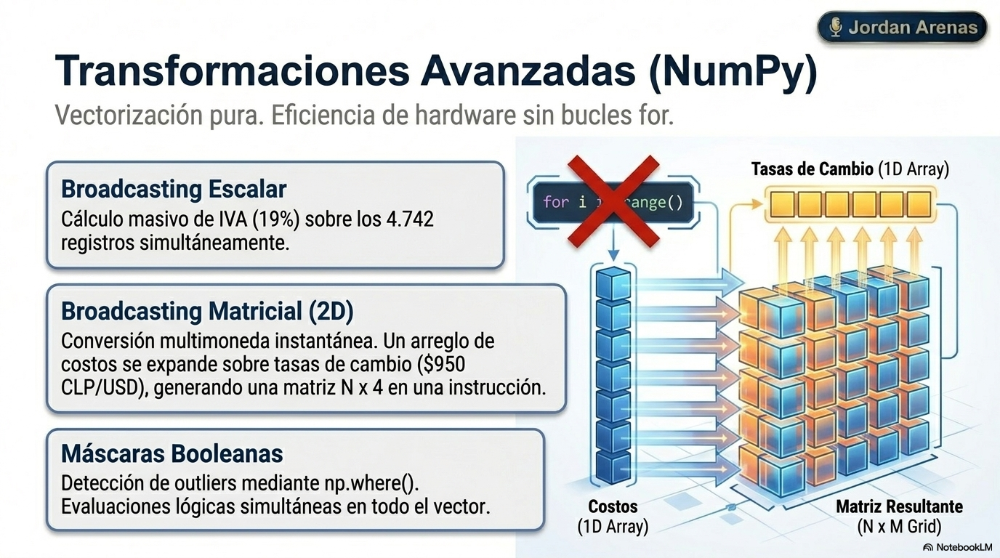 Jordan Arenas
Transformaciones Avanzadas (NumPy)
Vectorización pura. Eficiencia de hardware sin bucles for.
Broadcasting Escalar
Cálculo masivo de IVA (19%) sobre los 4.742
registros simultáneamente.
Broadcasting Matricial (2D)
Conversión multimoneda instantánea. Un arreglo de
costos se expande sobre tasas de cambio ($950
CLP/USD), generando una matriz N x 4 en una instrucción.
Máscaras Booleanas
Detección de outliers mediante np.where().
Evaluaciones lógicas simultáneas en todo el vector.
for i ange()
Tasas de Cambio (1D Array)
Costos
(1D Array)
Matriz Resultante
(N x M Grid)
NotebookLM